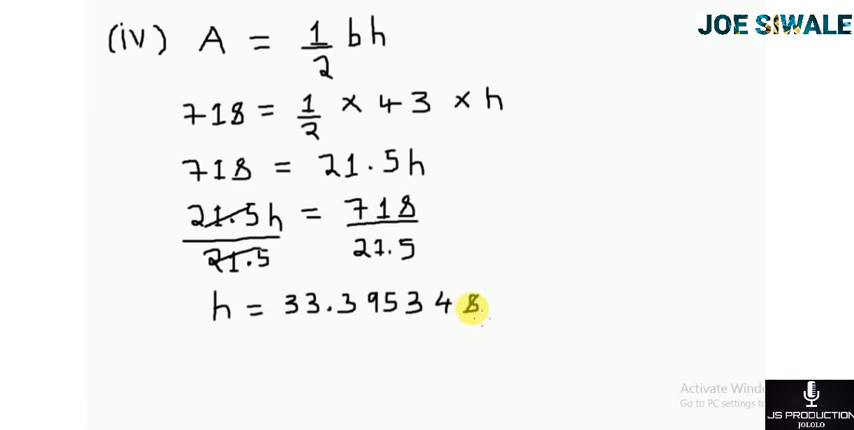 JOE SIWALE
(iv) A = 1/2 bh
718 = 1/2 × 43 × h
718 = 21.5h
21.5h/21.5 = 718/21.5
h = 33.395348
Activate Wind
Go to PC settings to
JS PRODUCTION
JOLOLO